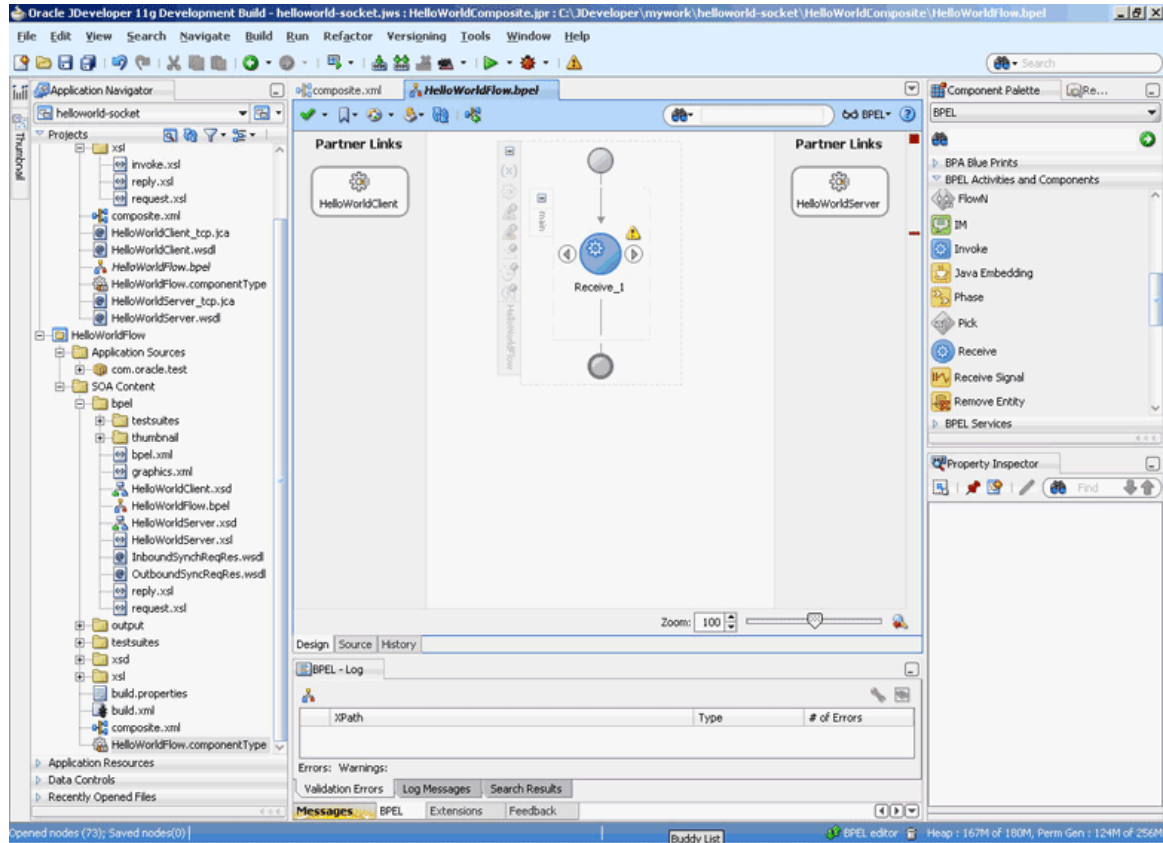 Oracle JDeveloper 11g Development Build - helloworld-socket.jws : HelloWorldComposite.jpr : C:\JDeveloper\mywork\helloworld-socket\HelloWorldComposite\HelloWorldFlow.bpel
File Edit View Search Navigate Build Run Refactor Versioning Tools Window Help
Search
Application Navigator
helloworld-socket
Projects
Thumbnail
xsl
invoke.xsl
reply.xsl
request.xsl
composite.xml
HelloWorldClient_tcp.jca
HelloWorldClient.wsdl
HelloWorldFlow.bpel
HelloWorldFlow.componentType
HelloWorldServer_tcp.jca
HelloWorldServer.wsdl
HelloWorldFlow
Application Sources
com.oracle.test
SOA Content
bpel
testsuites
thumbnail
bpel.xml
graphics.xml
HelloWorldClient.xsd
HelloWorldFlow.bpel
HelloWorldServer.xsd
HelloWorldServer.xsl
InboundSynchReqRes.wsdl
OutboundSyncReqRes.wsdl
reply.xsl
request.xsl
output
testsuites
xsd
xsl
build.properties
build.xml
composite.xml
HelloWorldFlow.componentType
Application Resources
Data Controls
Recently Opened Files
composite.xml HelloWorldFlow.bpel
BPEL
Partner Links
HelloWorldClient
main
Receive_1
HelloWorldFlow
Partner Links
HelloWorldServer
Zoom: 100
Design Source History
BPEL - Log
XPath Type # of Errors
Errors: Warnings:
Validation Errors Log Messages Search Results
Messages BPEL Extensions Feedback
Component Palette Re...
BPEL
BPA Blue Prints
BPEL Activities and Components
FlowN
IM
Invoke
Java Embedding
Phase
Pick
Receive
Receive Signal
Remove Entity
BPEL Services
Property Inspector
Find
Opened nodes (73); Saved nodes(0)
Buddy List
BPEL editor
Heap : 167M of 180M, Perm Gen : 124M of 256M